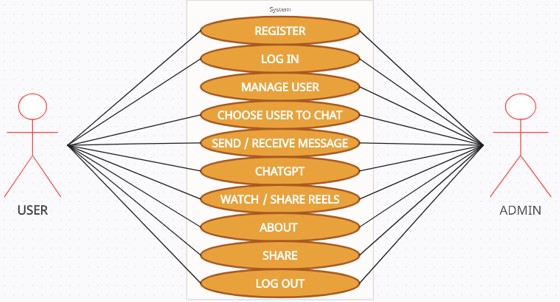 System
REGISTER
LOG IN
MANAGE USER
CHOOSE USER TO CHAT
SEND / RECEIVE MESSAGE
CHATGPT
WATCH / SHARE REELS
ABOUT
SHARE
LOG OUT
USER
ADMIN